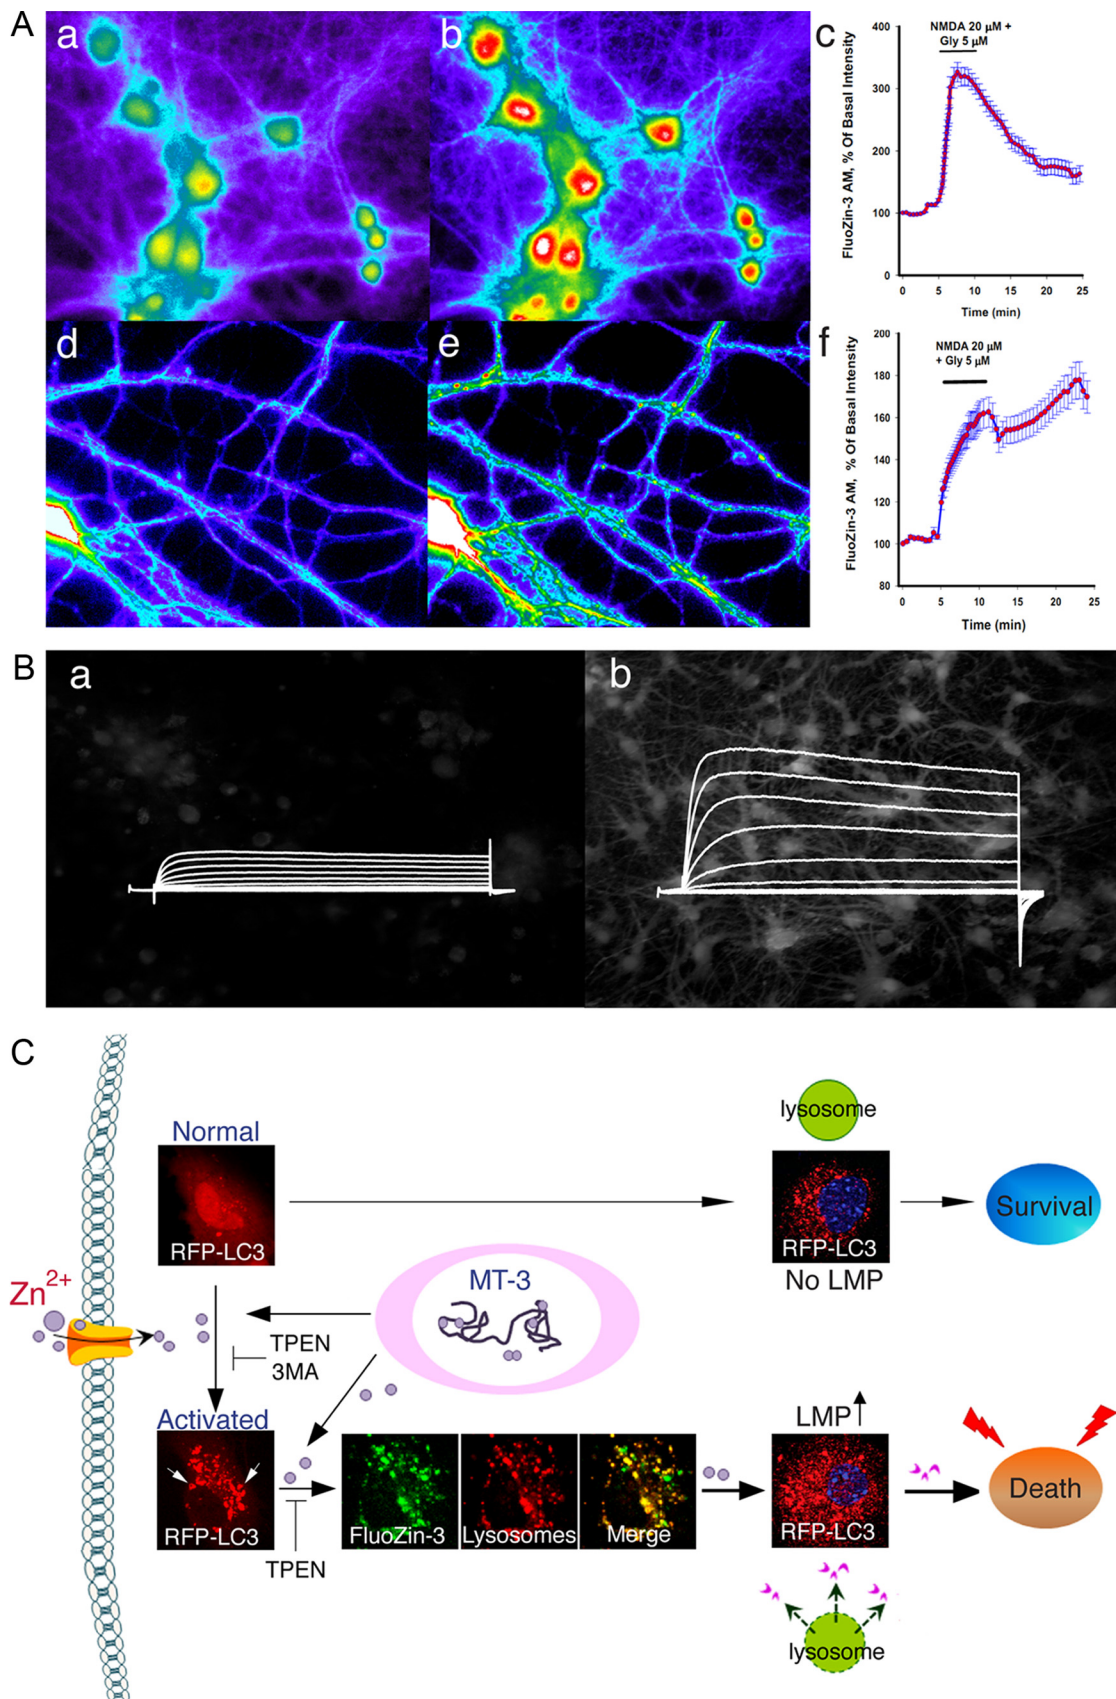 A
a
b
c
NMDA 20 µM +
Gly 5 µM
FluoZin-3 AM, % Of Basal Intensity
400
300
200
100
0
0 5 10 15 20 25
Time (min)
d
e
f
NMDA 20 µM
+ Gly 5 µM
FluoZin-3 AM, % Of Basal Intensity
200
180
160
140
120
100
80
0 5 10 15 20 25
Time (min)
B
a
b
C
lysosome
Normal
RFP-LC3
RFP-LC3
No LMP
Survival
Zn2+
MT-3
TPEN
3MA
Activated
RFP-LC3
TPEN
FluoZin-3
Lysosomes
Merge
LMP
RFP-LC3
Death
lysosome